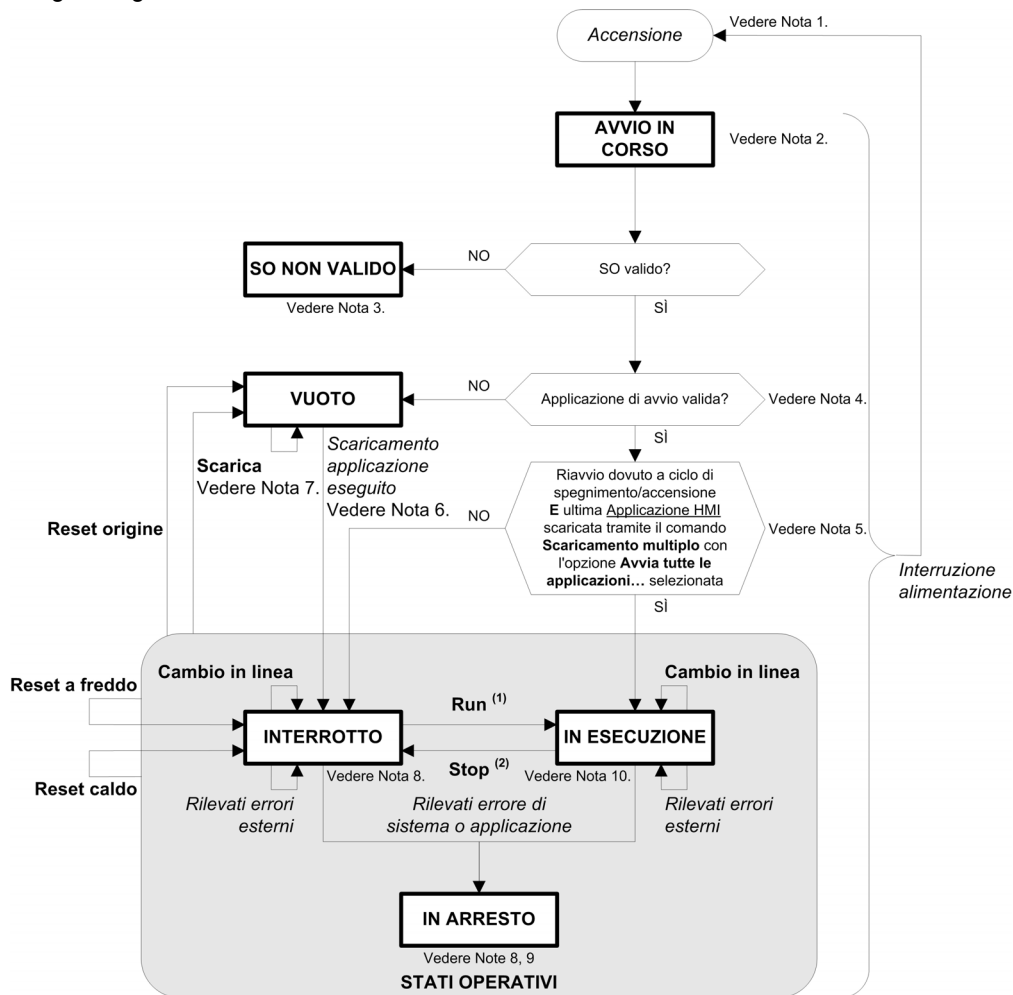 Accensione
Vedere Nota 1.
AVVIO IN
CORSO
Vedere Nota 2.
SO NON VALIDO
NO
SO valido?
Vedere Nota 3.
SÌ
VUOTO
NO
Applicazione di avvio valida?
Vedere Nota 4.
SÌ
Scarica
Vedere Nota 7.
Scaricamento
applicazione
eseguito
Vedere Nota 6.
Reset origine
NO
Riavvio dovuto a ciclo di
spegnimento/accensione
E ultima Applicazione HMI
scaricata tramite il comando
Scaricamento multiplo con
l'opzione Avvia tutte le
applicazioni… selezionata
Vedere Nota 5.
Interruzione
alimentazione
SÌ
Reset a freddo
Cambio in linea
Cambio in linea
Run (1)
INTERROTTO
IN ESECUZIONE
Vedere Nota 8.
Stop (2)
Vedere Nota 10.
Reset caldo
Rilevati errori
esterni
Rilevati errore di
sistema o applicazione
Rilevati errori
esterni
IN ARRESTO
Vedere Note 8, 9
STATI OPERATIVI